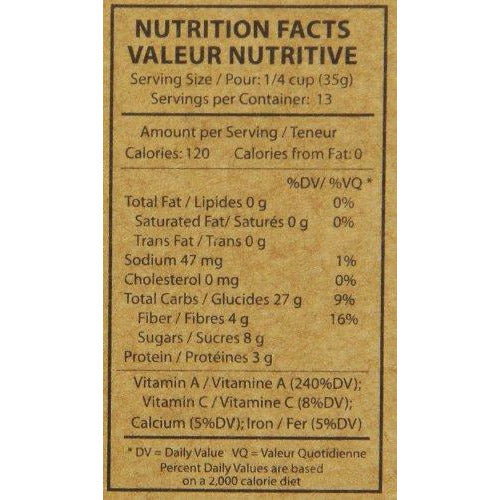 NUTRITION FACTS
VALEUR NUTRITIVE
Serving Size / Pour: 1/4 cup (35g)
Servings per Container: 13
Amount per Serving / Teneur
Calories: 120 Calories from Fat: 0
%DV/ %VQ *
Total Fat / Lipides 0 g 0%
Saturated Fat/ Saturés 0 g 0%
Trans Fat / Trans 0 g
Sodium 47 mg 1%
Cholesterol 0 mg 0%
Total Carbs / Glucides 27 g 9%
Fiber / Fibres 4 g 16%
Sugars / Sucres 8 g
Protein / Protéines 3 g
Vitamin A / Vitamine A (240%DV);
Vitamin C / Vitamine C (8%DV);
Calcium (5%DV); Iron / Fer (5%DV)
* DV = Daily Value VQ = Valeur Quotidienne
Percent Daily Values are based
on a 2,000 calorie diet